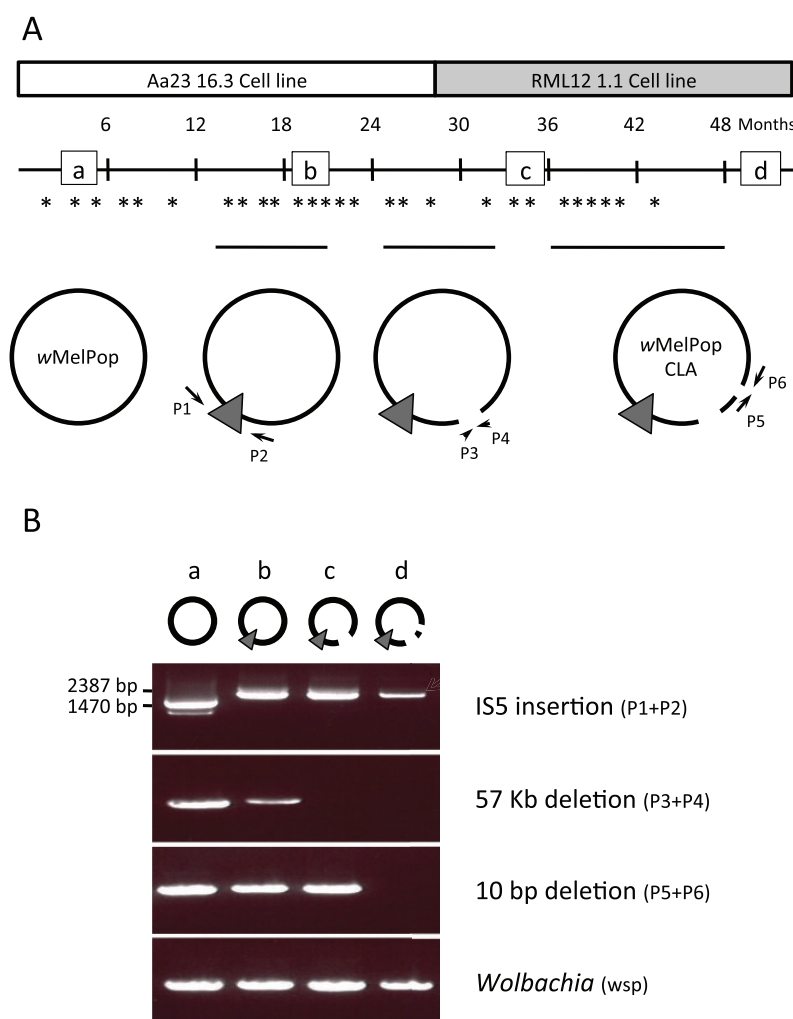 A
Aa23 16.3 Cell line
RML12 1.1 Cell line
6 12 18 24 30 36 42 48 Months
a b c d
* * * * * * * * * * * * * * * * * * * * * * * * * * * *
wMelPop
wMelPop
CLA
P1
P2
P3
P4
P5
P6
B
a b c d
2387 bp
1470 bp
IS5 insertion (P1+P2)
57 Kb deletion (P3+P4)
10 bp deletion (P5+P6)
Wolbachia (wsp)